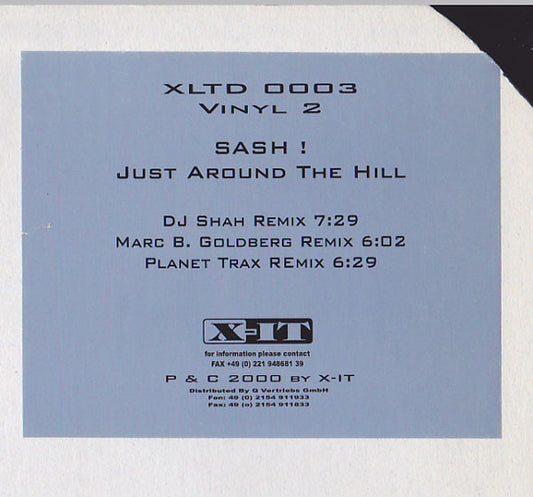 XLTD 0003
Vinyl 2
SASH !
Just Around The Hill
DJ Shah Remix 7:29
Marc B. Goldberg Remix 6:02
Planet Trax REmix 6:29
X-IT
for information please contact
FAX +49 (0) 221 948681 39
P & C 2000 by X-IT
Distributed By Q Vertriebs GmbH
Fon: 49 (0) 2154 911933
Fax: 49 (o) 2154 911833